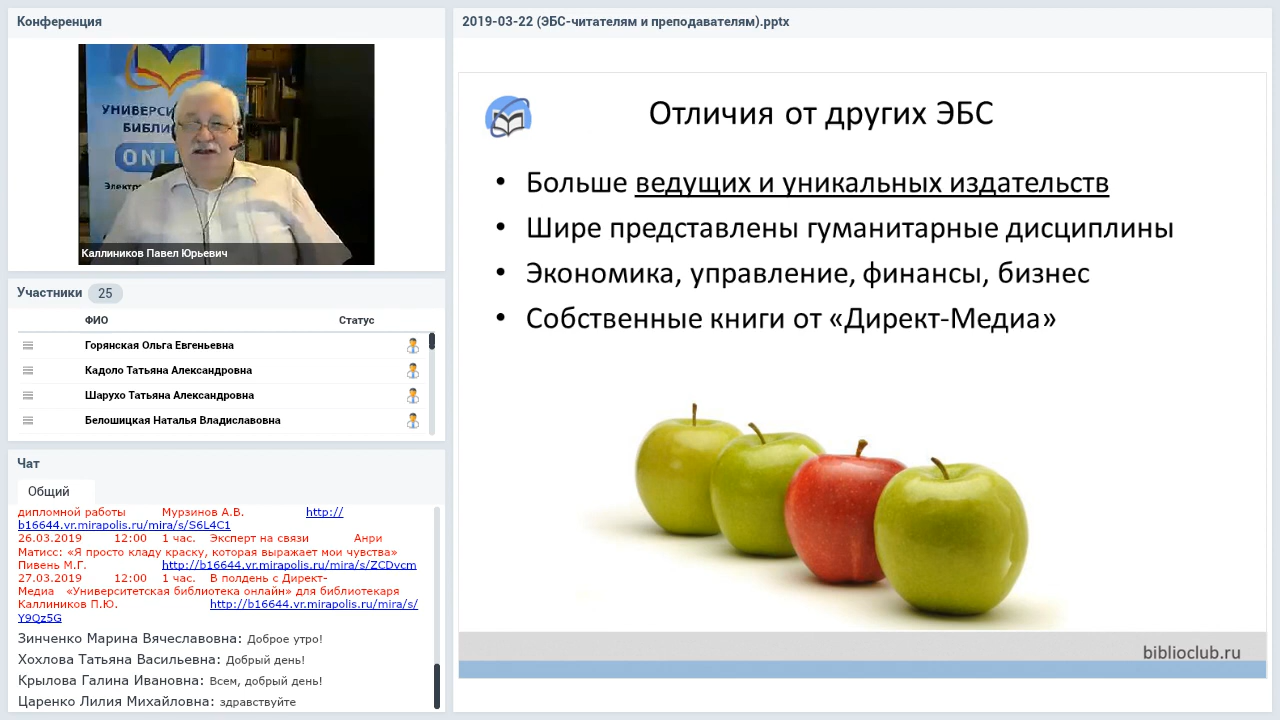 Конференция
УНИВЕРСИ
БИБЛИО
ONLI
Электро
Каллиников Павел Юрьевич
Участники 25
ФИО Статус
Горянская Ольга Евгеньевна
Кадоло Татьяна Александровна
Шарухо Татьяна Александровна
Белошицкая Наталья Владиславовна
Чат
Общий
дипломной работы Мурзинов А.В. http://
b16644.vr.mirapolis.ru/mira/s/S6L4C1
26.03.2019 12:00 1 час. Эксперт на связи Анри
Матисс: «Я просто кладу краску, которая выражает мои чувства»
Пивень М.Г. http://b16644.vr.mirapolis.ru/mira/s/ZCDvcm
27.03.2019 12:00 1 час. В полдень с Директ-
Медиа «Университетская библиотека онлайн» для библиотекаря
Каллиников П.Ю. http://b16644.vr.mirapolis.ru/mira/s/
Y9Qz5G
Зинченко Марина Вячеславовна: Доброе утро!
Хохлова Татьяна Васильевна: Добрый день!
Крылова Галина Ивановна: Всем, добрый день!
Царенко Лилия Михайловна: здравствуйте
2019-03-22 (ЭБС-читателям и преподавателям).pptx
Отличия от других ЭБС
• Больше ведущих и уникальных издательств
• Шире представлены гуманитарные дисциплины
• Экономика, управление, финансы, бизнес
• Собственные книги от «Директ-Медиа»
biblioclub.ru